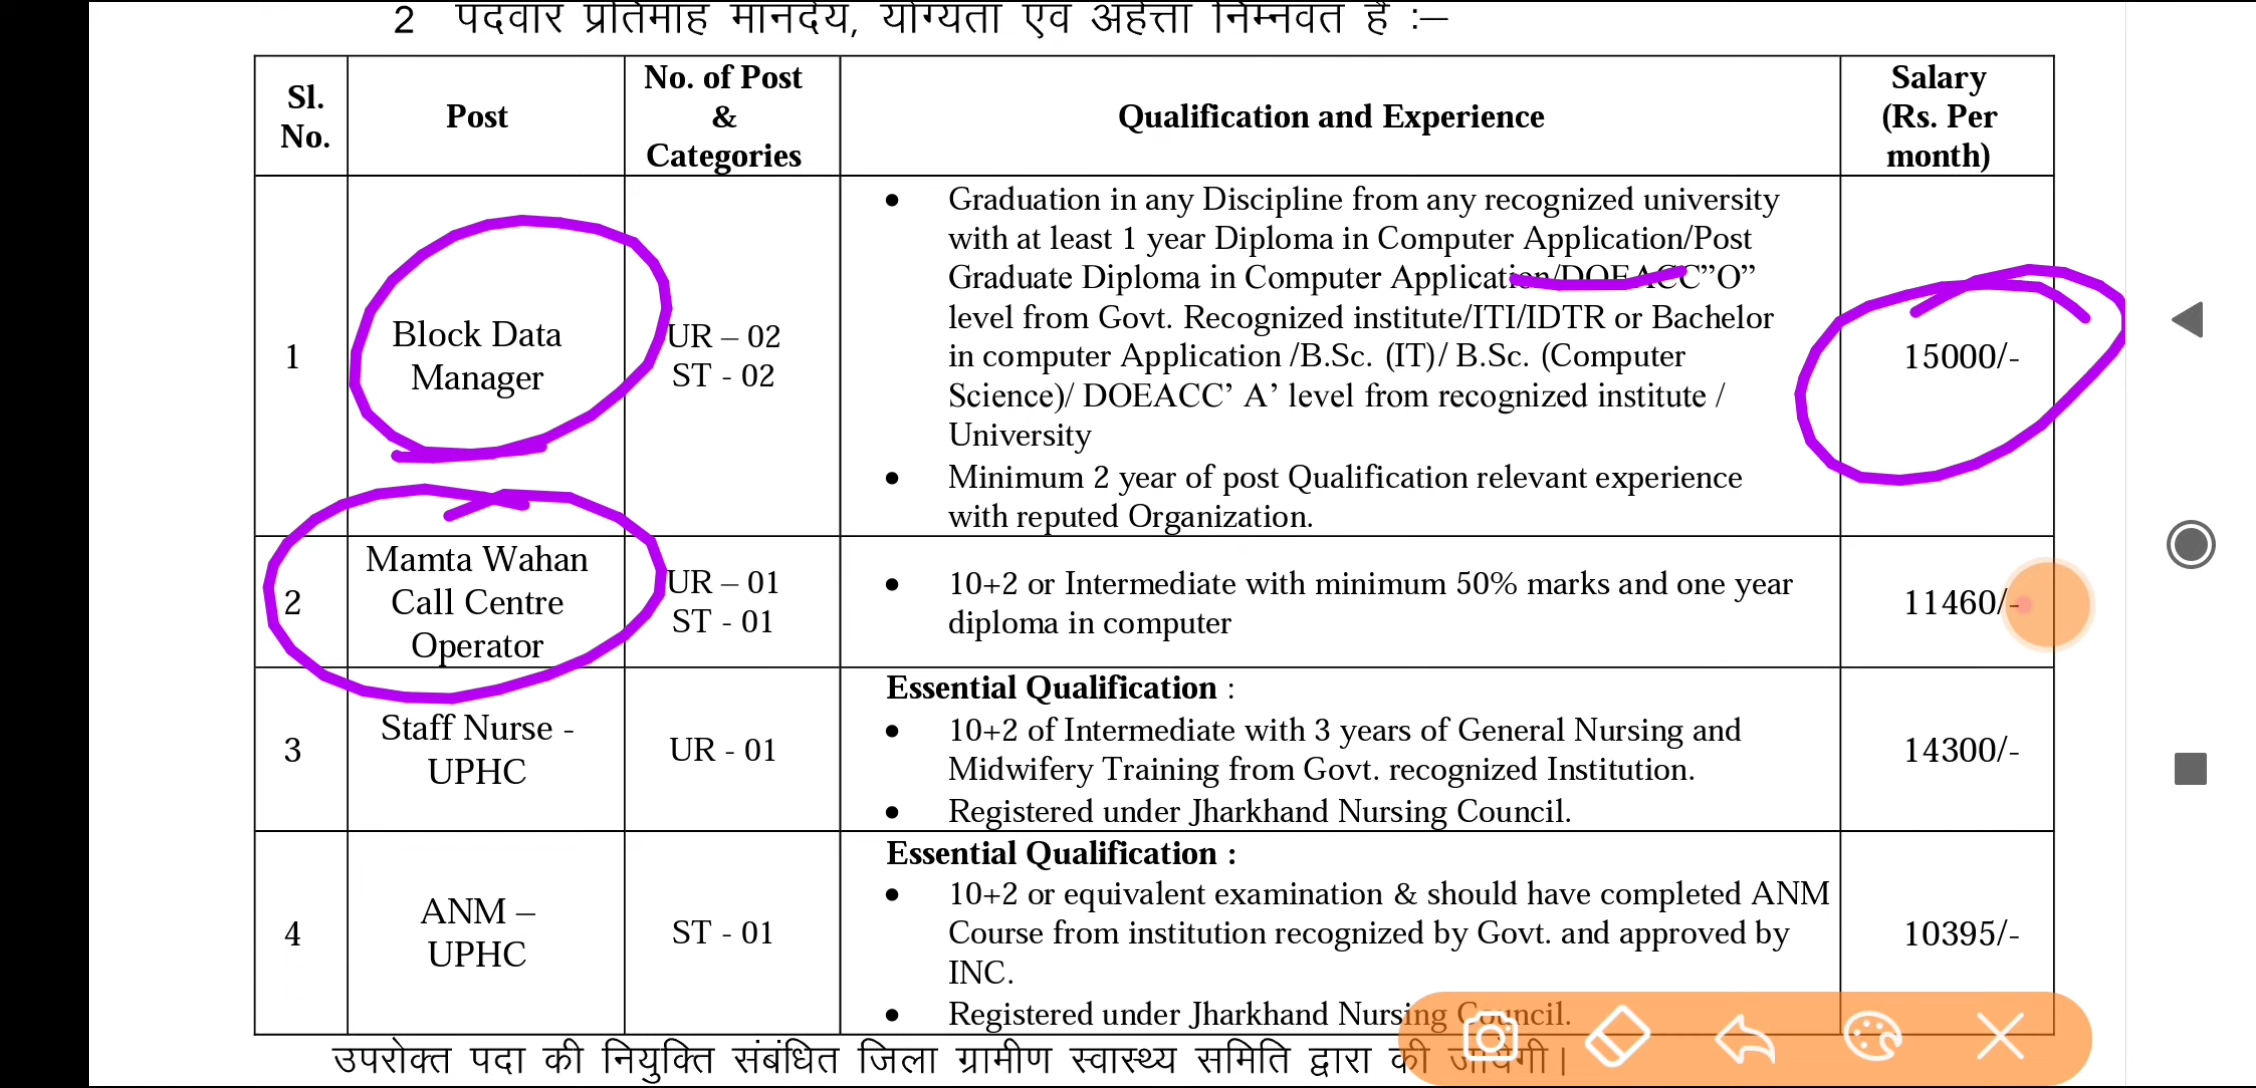 2 पदवार प्रतिमाह मानदेय, योग्यता एवं अर्हत्ता निम्नवत है :–
Sl. No.
Post
No. of Post & Categories
Qualification and Experience
Salary (Rs. Per month)
1
Block Data
Manager
UR – 02
ST - 02
Graduation in any Discipline from any recognized university
with at least 1 year Diploma in Computer Application/Post
Graduate Diploma in Computer Application/DOEACC”O”
level from Govt. Recognized institute/ITI/IDTR or Bachelor
in computer Application /B.Sc. (IT)/ B.Sc. (Computer
Science)/ DOEACC’ A’ level from recognized institute /
University
Minimum 2 year of post Qualification relevant experience
with reputed Organization.
15000/-
2
Mamta Wahan
Call Centre
Operator
UR – 01
ST - 01
10+2 or Intermediate with minimum 50% marks and one year
diploma in computer
11460/-
3
Staff Nurse -
UPHC
UR - 01
Essential Qualification :
10+2 of Intermediate with 3 years of General Nursing and
Midwifery Training from Govt. recognized Institution.
Registered under Jharkhand Nursing Council.
14300/-
4
ANM –
UPHC
ST - 01
Essential Qualification :
10+2 or equivalent examination & should have completed ANM
Course from institution recognized by Govt. and approved by
INC.
Registered under Jharkhand Nursing Council.
10395/-
उपरोक्त पदों की नियुक्ति संबंधित जिला ग्रामीण स्वास्थ्य समिति द्वारा की जायेगी।